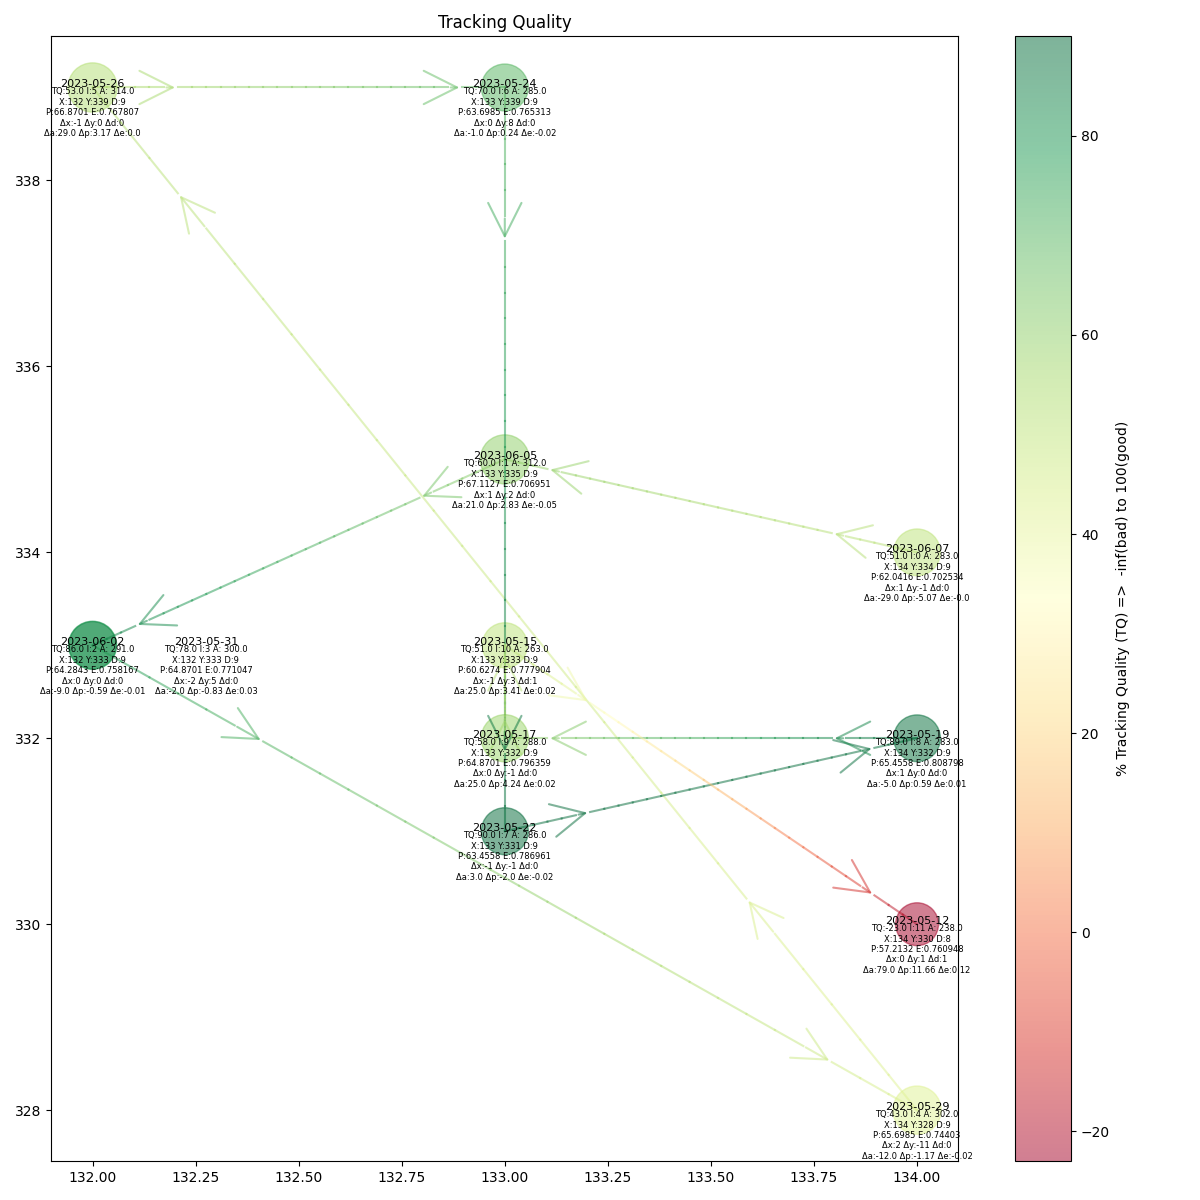 Tracking Quality
2023-05-26
TQ:53.0 I:5 A: 314.0
X:132 Y:339 D:9
P:66.8701 E:0.767807
Δx:-1 Δy:0 Δd:0
Δa:29.0 Δp:3.17 Δe:0.0
2023-05-24
TQ:70.0 I:6 A: 285.0
X:133 Y:339 D:9
P:63.6985 E:0.765313
Δx:0 Δy:8 Δd:0
Δa:-1.0 Δp:0.24 Δe:-0.02
2023-06-05
TQ:60.0 I:1 A: 312.0
X:133 Y:335 D:9
P:67.1127 E:0.706951
Δx:1 Δy:2 Δd:0
Δa:21.0 Δp:2.83 Δe:-0.05
2023-06-07
TQ:51.0 I:0 A: 283.0
X:134 Y:334 D:9
P:62.0416 E:0.702534
Δx:1 Δy:-1 Δd:0
Δa:-29.0 Δp:-5.07 Δe:-0.0
2023-06-02
TQ:86.0 I:2 A: 291.0
X:132 Y:333 D:9
P:64.2843 E:0.758167
Δx:0 Δy:0 Δd:0
Δa:-9.0 Δp:-0.59 Δe:-0.01
2023-05-31
TQ:78.0 I:3 A: 300.0
X:132 Y:333 D:9
P:64.8701 E:0.771047
Δx:-2 Δy:5 Δd:0
Δa:-2.0 Δp:-0.83 Δe:0.03
2023-05-15
TQ:51.0 I:10 A: 263.0
X:133 Y:333 D:9
P:60.6274 E:0.777904
Δx:-1 Δy:3 Δd:1
Δa:25.0 Δp:3.41 Δe:0.02
2023-05-17
TQ:58.0 I:9 A: 288.0
X:133 Y:332 D:9
P:64.8701 E:0.796359
Δx:0 Δy:-1 Δd:0
Δa:25.0 Δp:4.24 Δe:0.02
2023-05-19
TQ:89.0 I:8 A: 283.0
X:134 Y:332 D:9
P:65.4558 E:0.808798
Δx:1 Δy:0 Δd:0
Δa:-5.0 Δp:0.59 Δe:0.01
2023-05-22
TQ:90.0 I:7 A: 286.0
X:133 Y:331 D:9
P:63.4558 E:0.786961
Δx:-1 Δy:-1 Δd:0
Δa:3.0 Δp:-2.0 Δe:-0.02
2023-05-12
TQ:-23.0 I:11 A: 238.0
X:134 Y:330 D:8
P:57.2132 E:0.760948
Δx:0 Δy:1 Δd:1
Δa:79.0 Δp:11.66 Δe:0.12
2023-05-29
TQ:43.0 I:4 A: 302.0
X:134 Y:328 D:9
P:65.6985 E:0.74403
Δx:2 Δy:-11 Δd:0
Δa:-12.0 Δp:-1.17 Δe:-0.02
338
336
334
332
330
328
132.00 132.25 132.50 132.75 133.00 133.25 133.50 133.75 134.00
80
60
40
20
0
−20
% Tracking Quality (TQ) => -inf(bad) to 100(good)